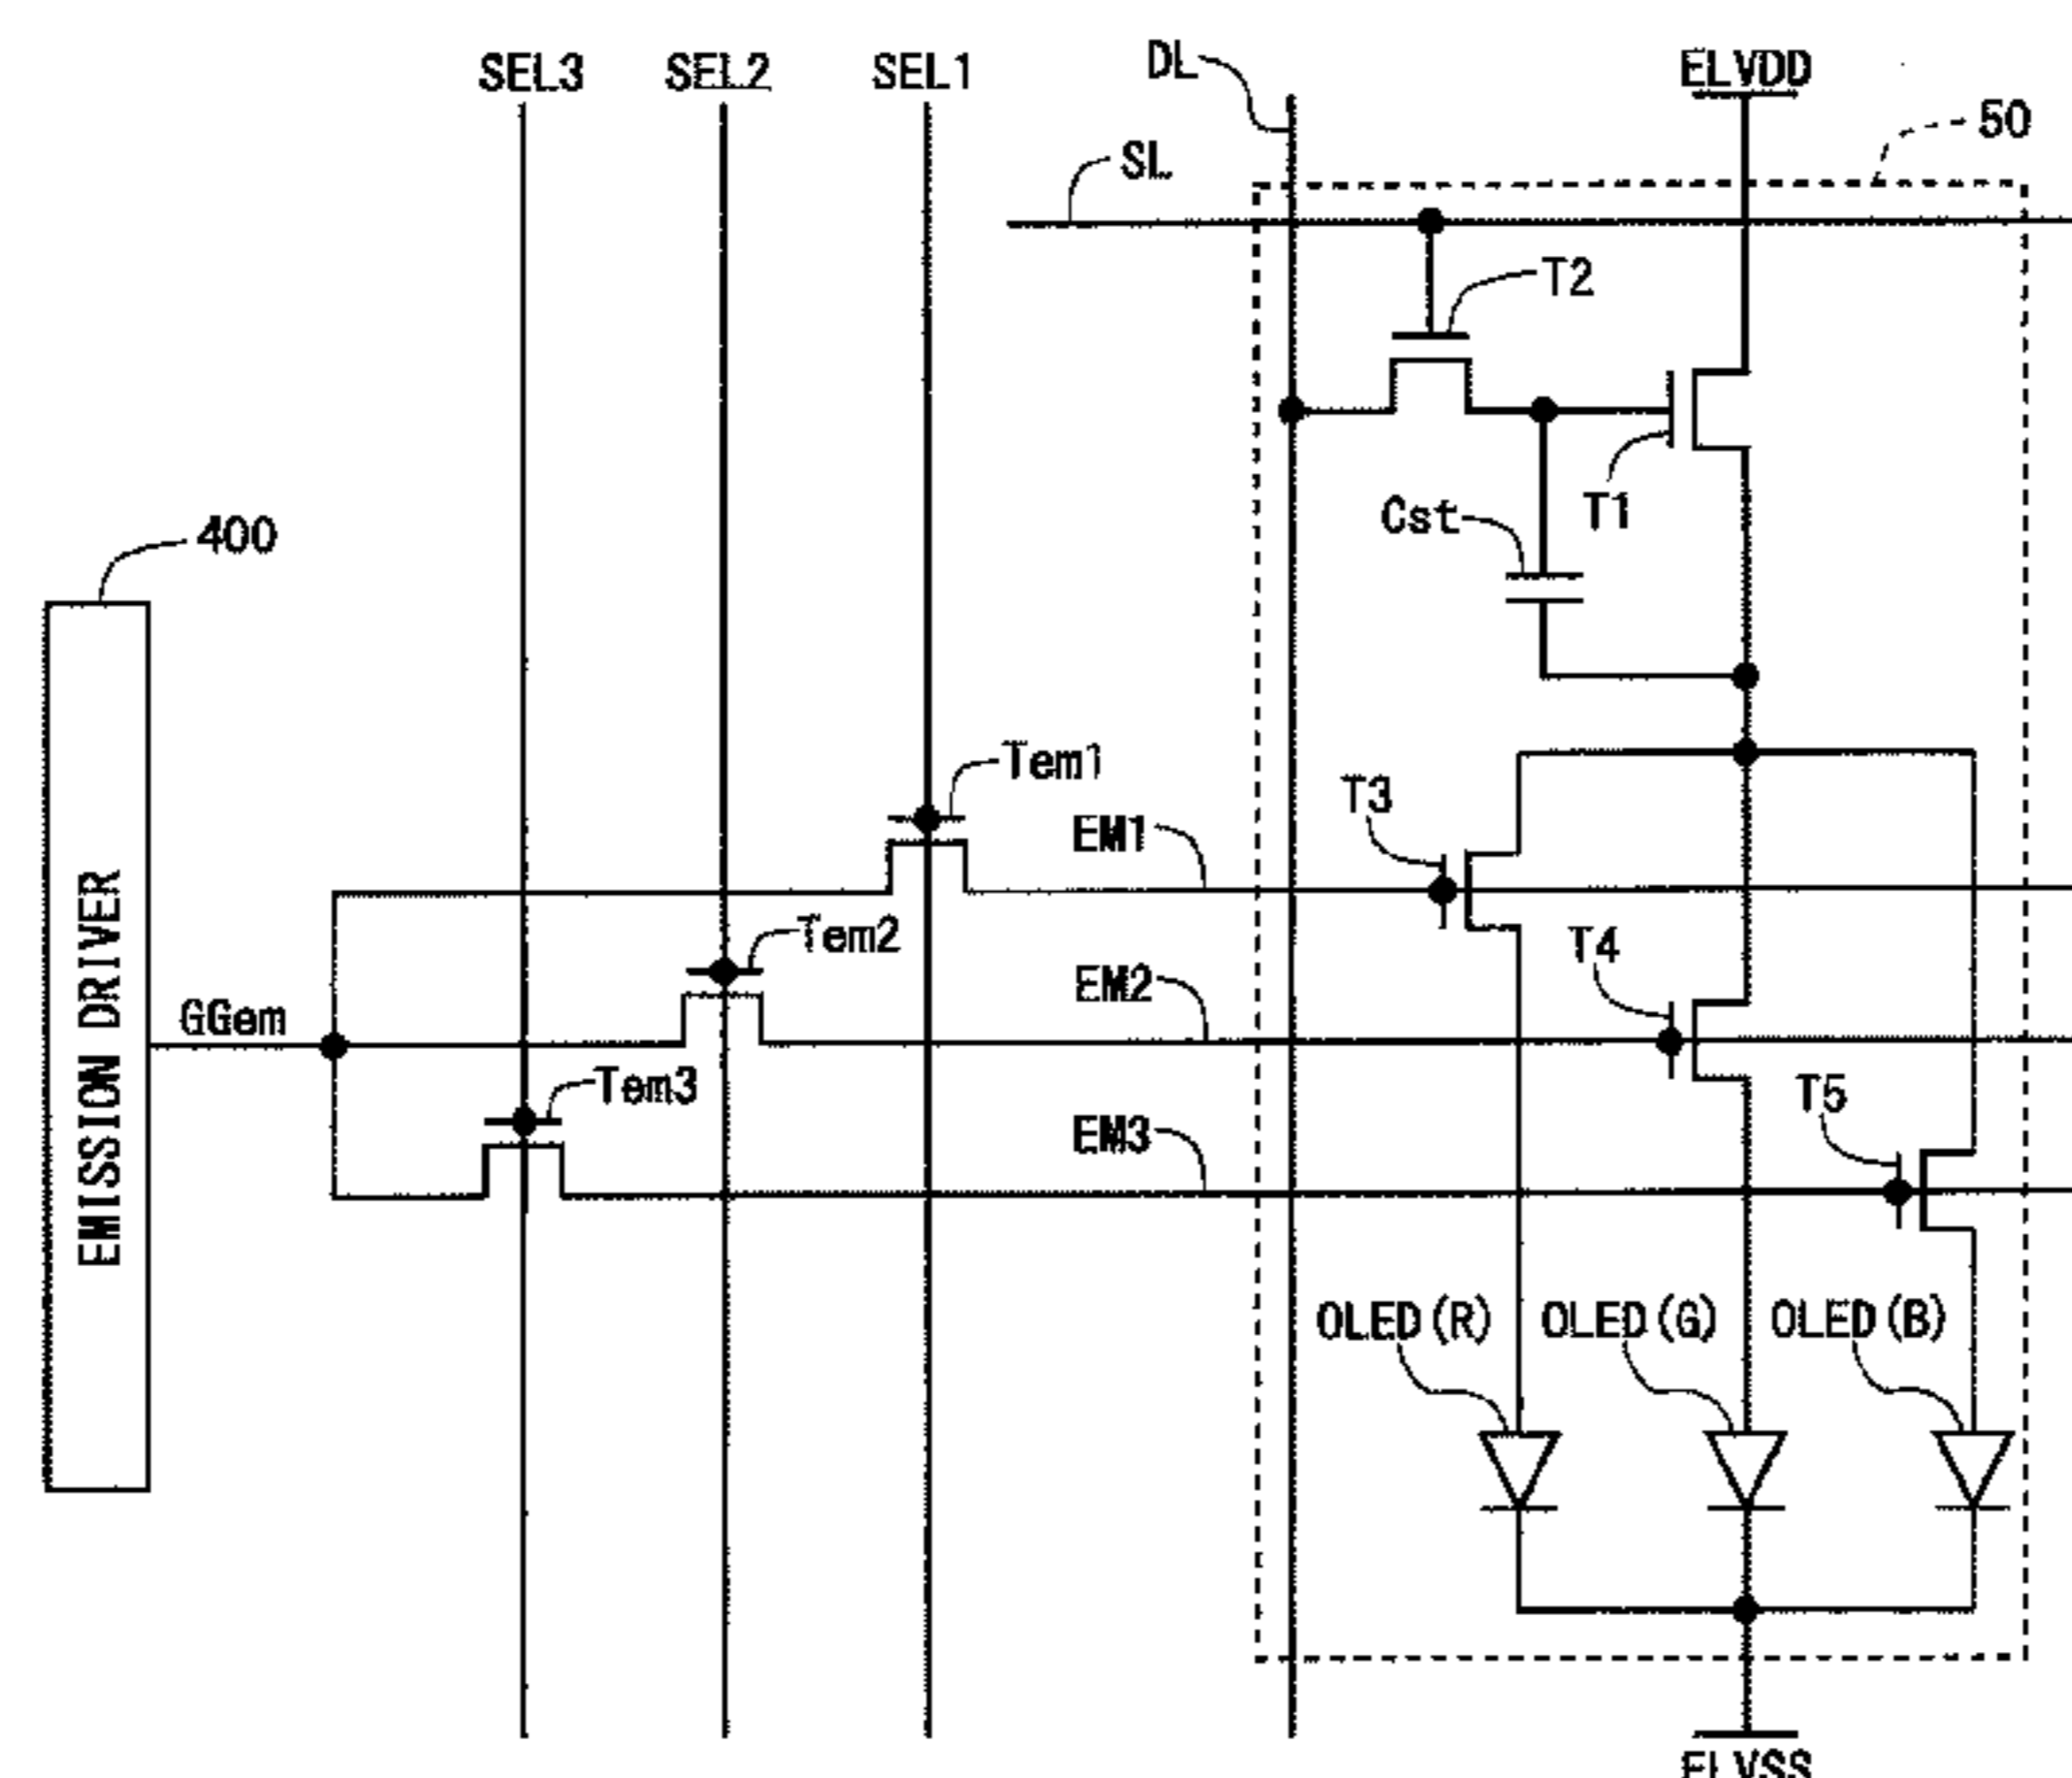 SEL3
SEL2
SEL1
DL
ELVDD
50
SL
T2
400
Cst
T1
Tem1
T3
EM1
Tem2
T4
EM2
GGem
Tem3
T5
EM3
EMISSION DRIVER
OLED(R)
OLED(G)
OLED(B)
ELVSS